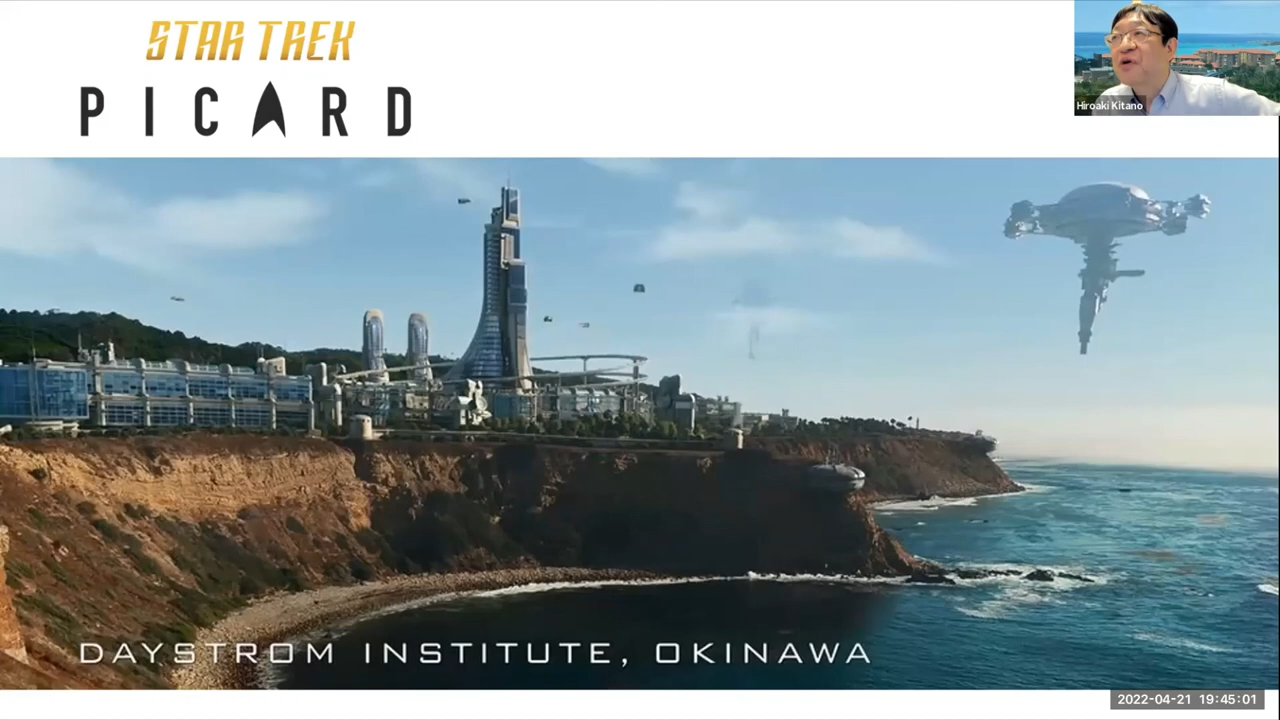 STAR TREK
PICARD
Hiroaki Kitano
DAYSTROM INSTITUTE, OKINAWA
2022-04-21 19:45:01